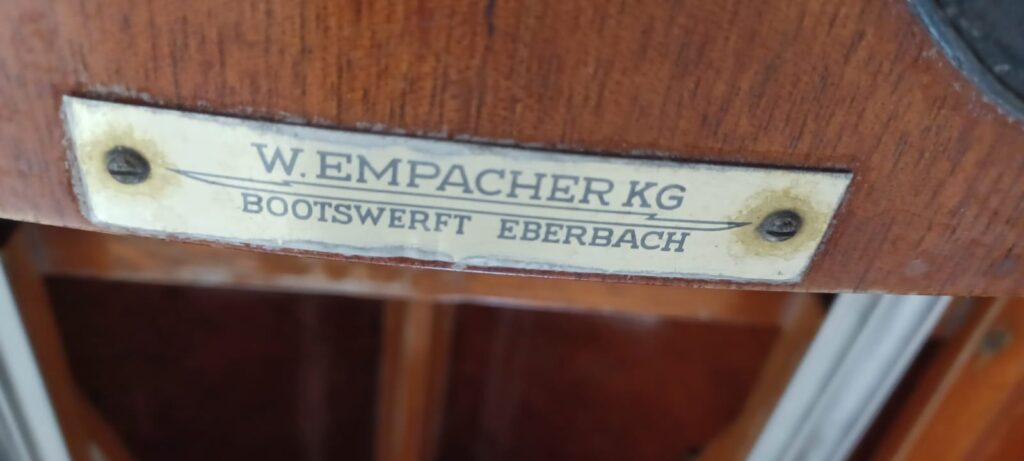 W. EMPACHER KG
BOOTSWERFT EBERBACH